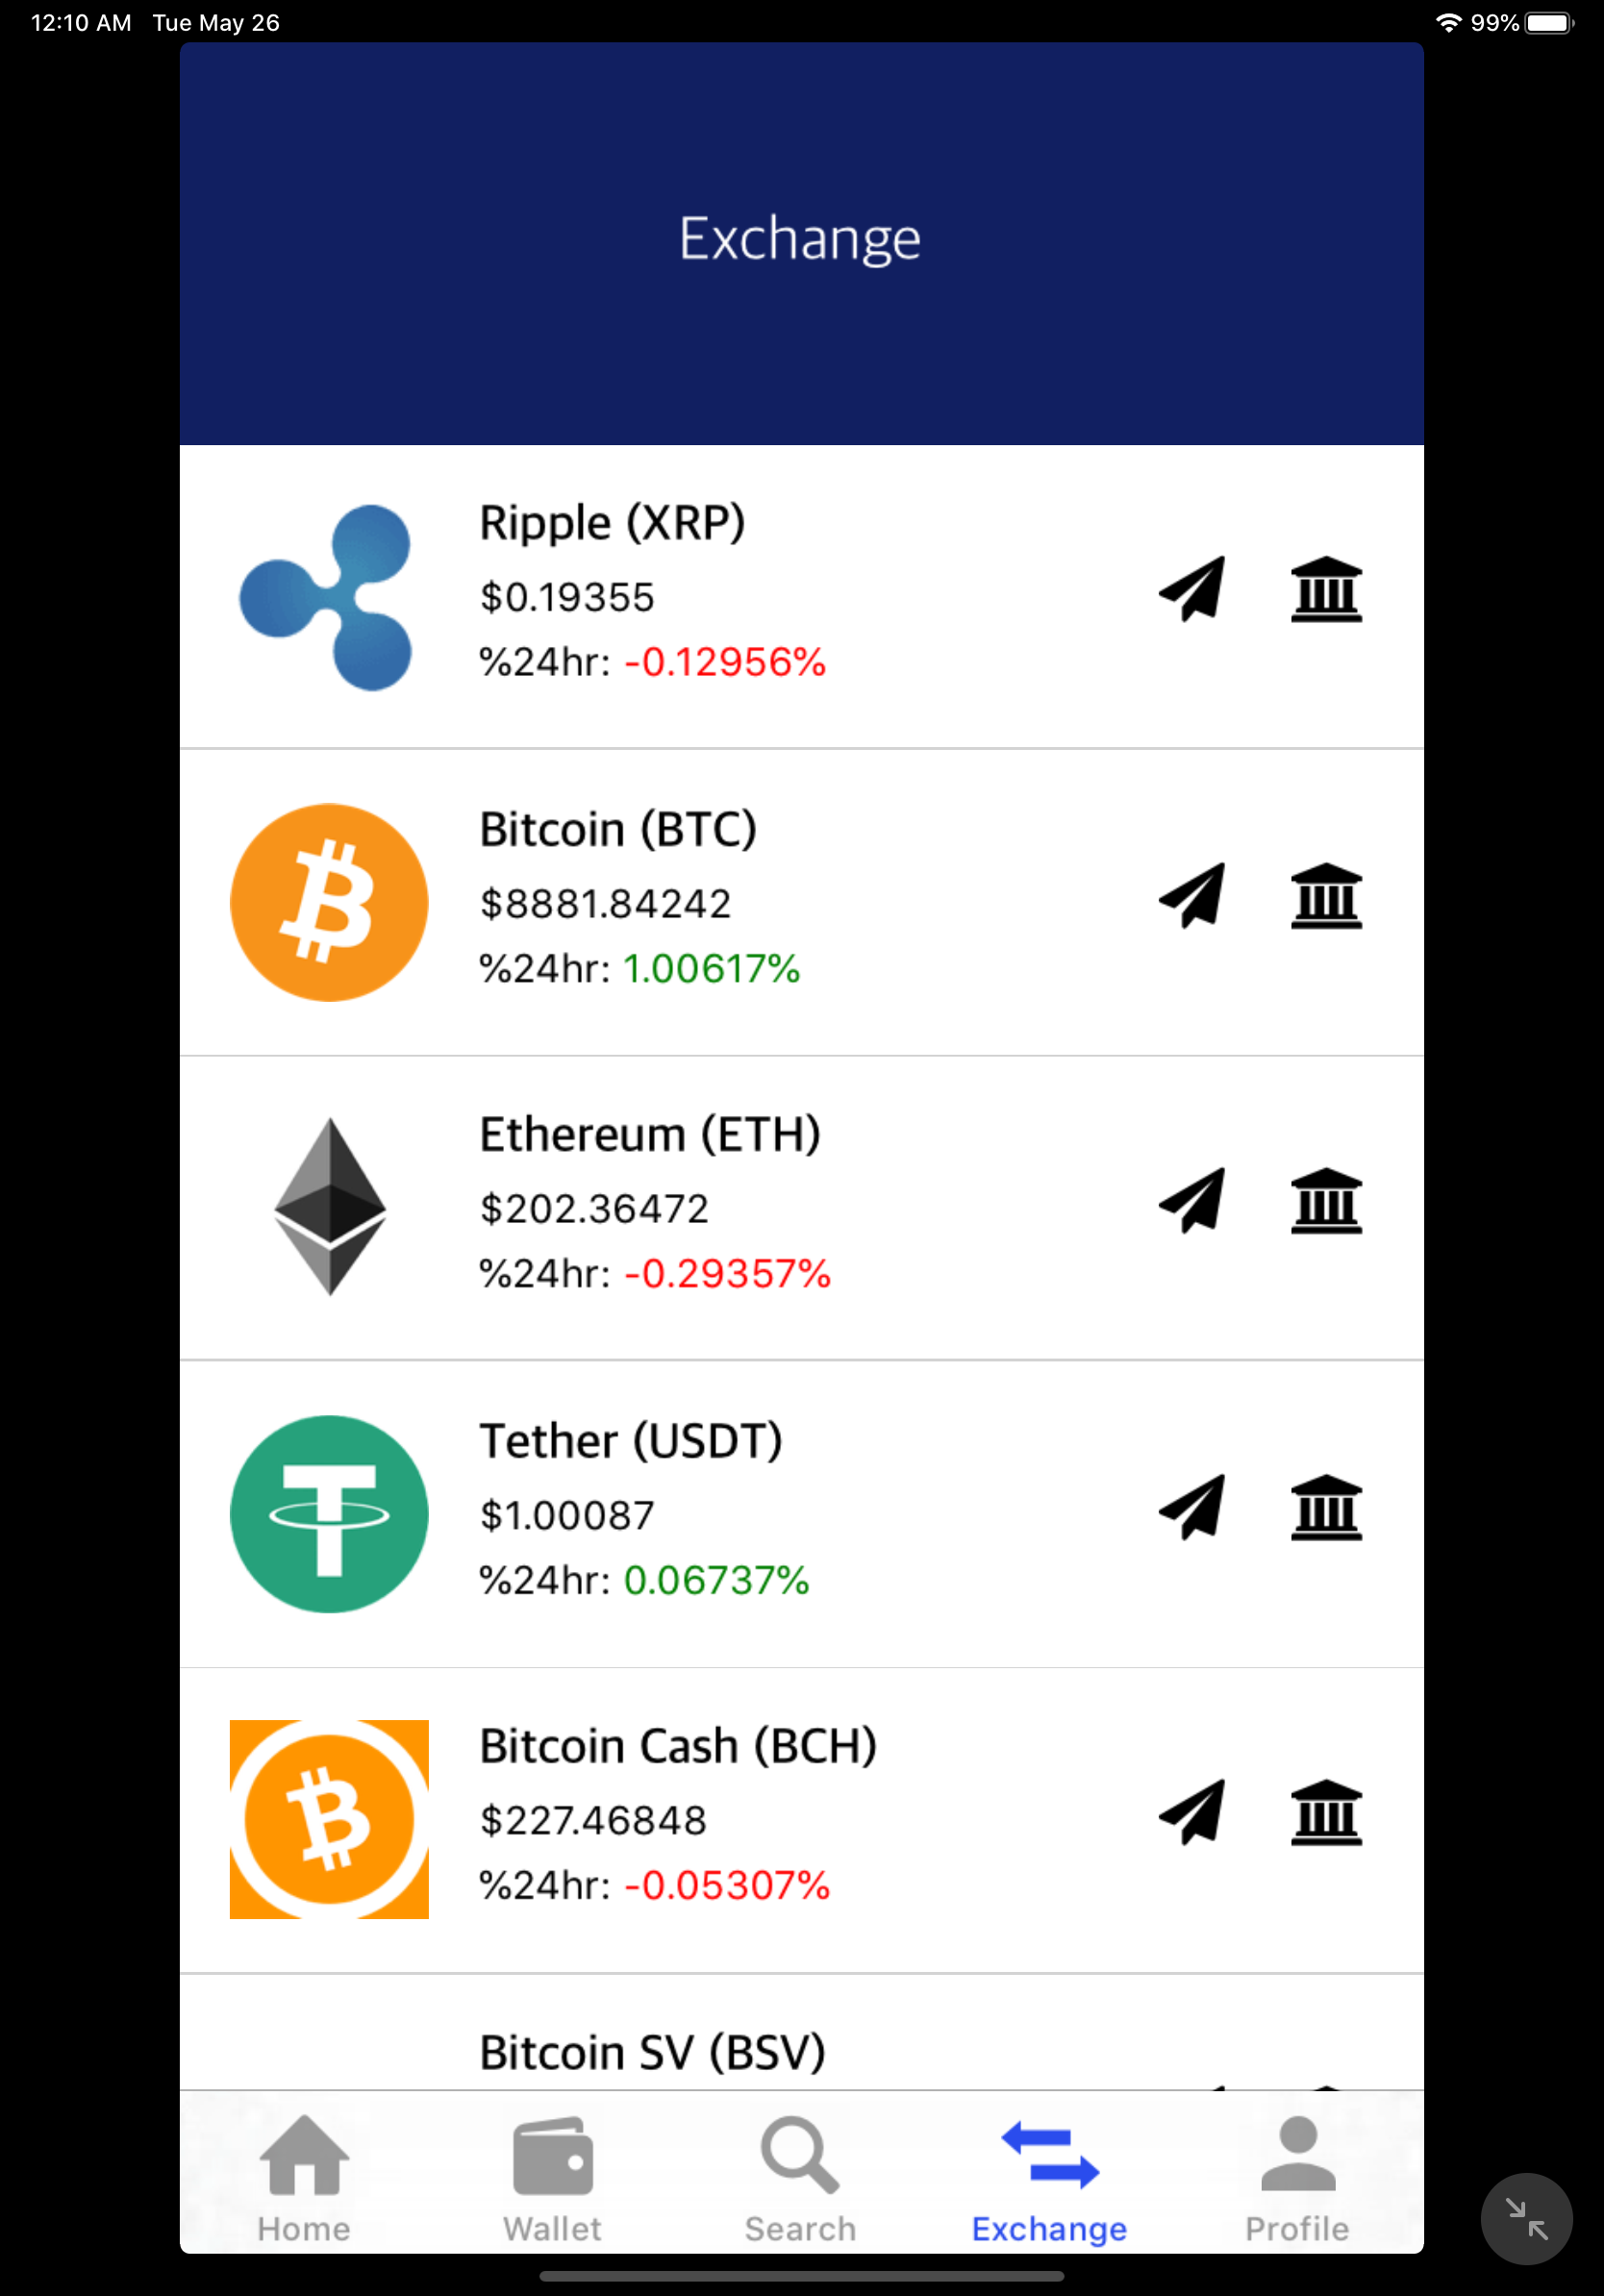 12:10 AM Tue May 26 99%
Exchange
Ripple (XRP)
$0.19355
%24hr: -0.12956%
Bitcoin (BTC)
$8881.84242
%24hr: 1.00617%
Ethereum (ETH)
$202.36472
%24hr: -0.29357%
Tether (USDT)
$1.00087
%24hr: 0.06737%
Bitcoin Cash (BCH)
$227.46848
%24hr: -0.05307%
Bitcoin SV (BSV)
Home Wallet Search Exchange Profile